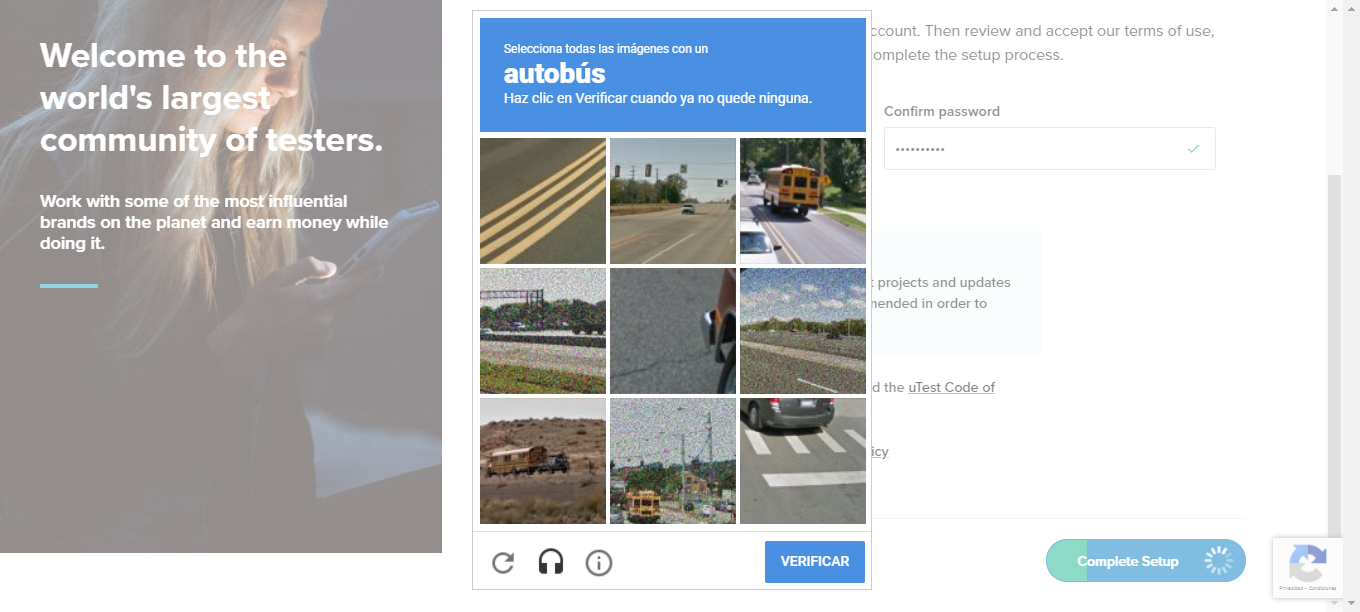 Welcome to the
world's largest
community of testers.
Work with some of the most influential
brands on the planet and earn money while
doing it.
Selecciona todas las imágenes con un
autobús
Haz clic en Verificar cuando ya no quede ninguna.
VERIFICAR
ccount. Then review and accept our terms of use,
omplete the setup process.
Confirm password
t projects and updates
mended in order to
d the uTest Code of
icy
Complete Setup
Privacidad - Condiciones